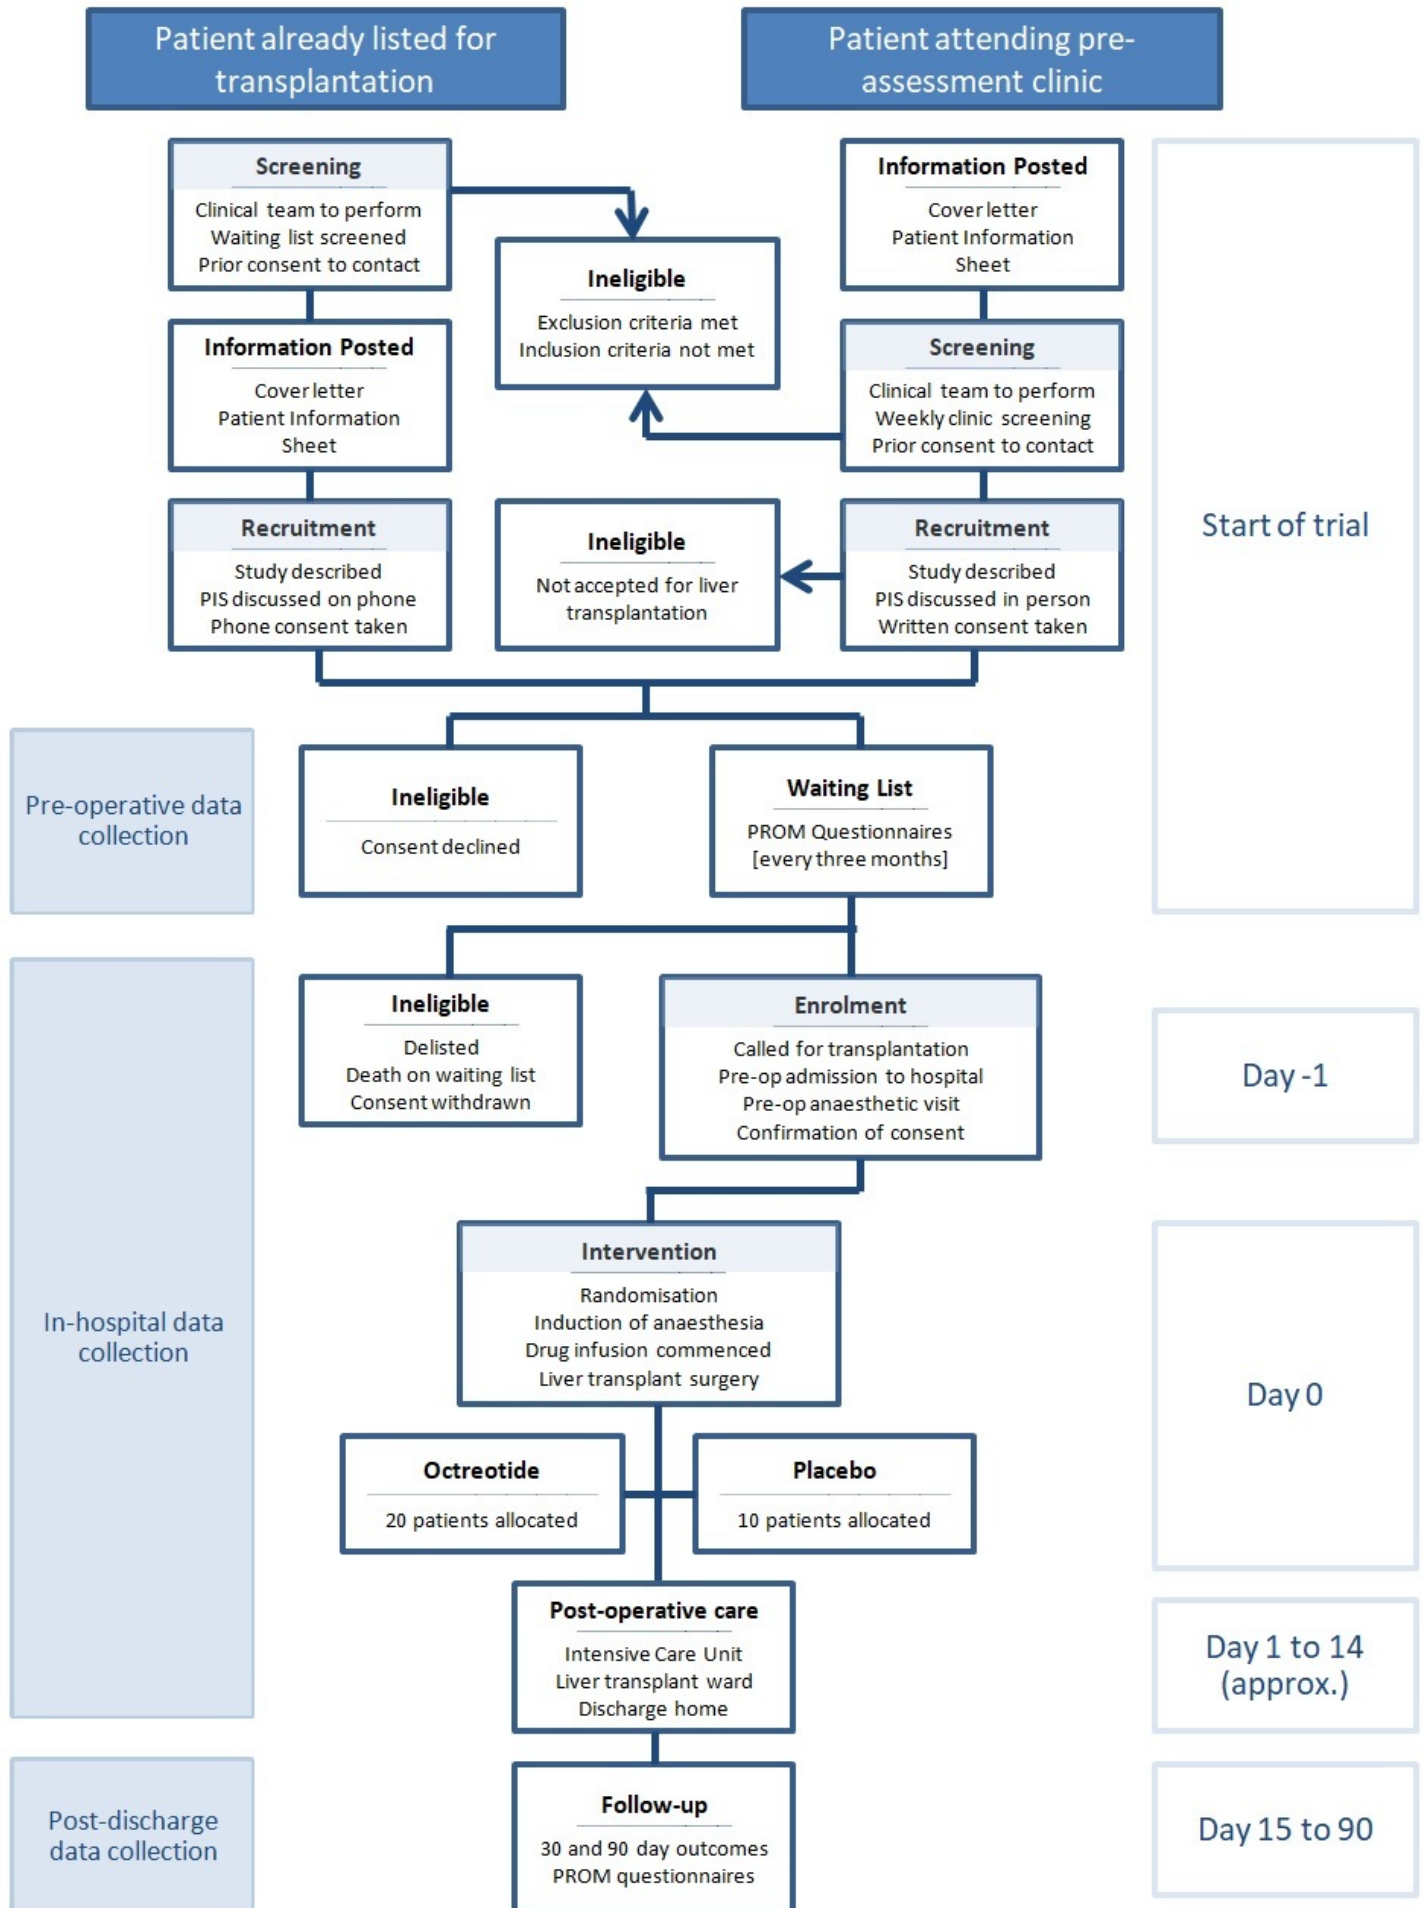 Patient already listed for
transplantation
Patient attending pre-
assessment clinic
Screening
Clinical team to perform
Waiting list screened
Prior consent to contact
Information Posted
Cover letter
Patient Information
Sheet
Ineligible
Exclusion criteria met
Inclusion criteria not met
Information Posted
Cover letter
Patient Information
Sheet
Screening
Clinical team to perform
Weekly clinic screening
Prior consent to contact
Recruitment
Study described
PIS discussed on phone
Phone consent taken
Ineligible
Not accepted for liver
transplantation
Recruitment
Study described
PIS discussed in person
Written consent taken
Start of trial
Pre-operative data
collection
Ineligible
Consent declined
Waiting List
PROM Questionnaires
[every three months]
Ineligible
Delisted
Death on waiting list
Consent withdrawn
Enrolment
Called for transplantation
Pre-op admission to hospital
Pre-op anaesthetic visit
Confirmation of consent
Day -1
In-hospital data
collection
Intervention
Randomisation
Induction of anaesthesia
Drug infusion commenced
Liver transplant surgery
Day 0
Octreotide
20 patients allocated
Placebo
10 patients allocated
Post-operative care
Intensive Care Unit
Liver transplant ward
Discharge home
Day 1 to 14
(approx.)
Post-discharge
data collection
Follow-up
30 and 90 day outcomes
PROM questionnaires
Day 15 to 90